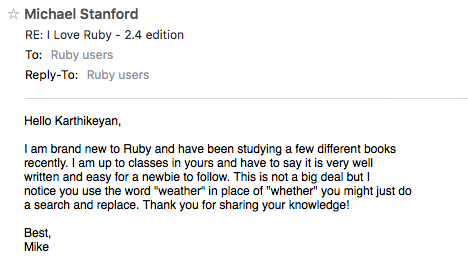 Michael Stanford
RE: I Love Ruby - 2.4 edition
To: Ruby users
Reply-To: Ruby users
Hello Karthikeyan,
I am brand new to Ruby and have been studying a few different books
recently. I am up to classes in yours and have to say it is very well
written and easy for a newbie to follow. This is not a big deal but I
notice you use the word "weather" in place of "whether" you might just do
a search and replace. Thank you for sharing your knowledge!
Best,
Mike